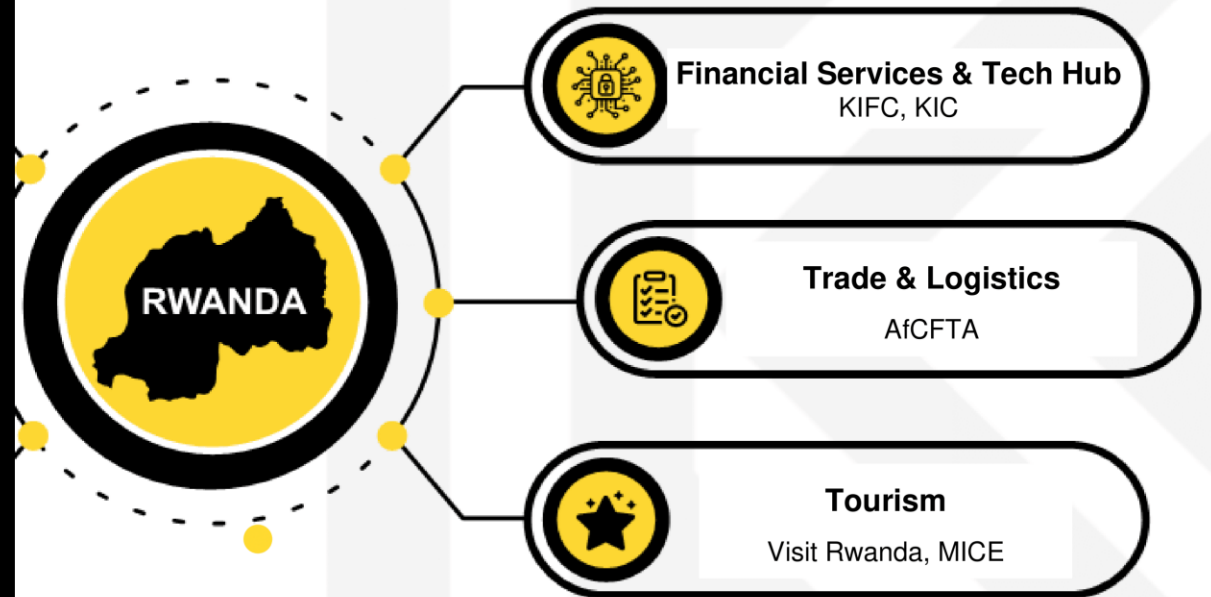 RWANDA
Financial Services & Tech Hub
KIFC, KIC
Trade & Logistics
AfCFTA
Tourism
Visit Rwanda, MICE